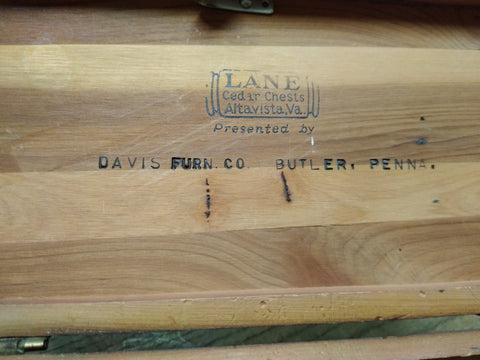 LANE
Cedar Chests
Altavista, Va.
Presented by
DAVIS FURN. CO. BUTLER, PENNA.